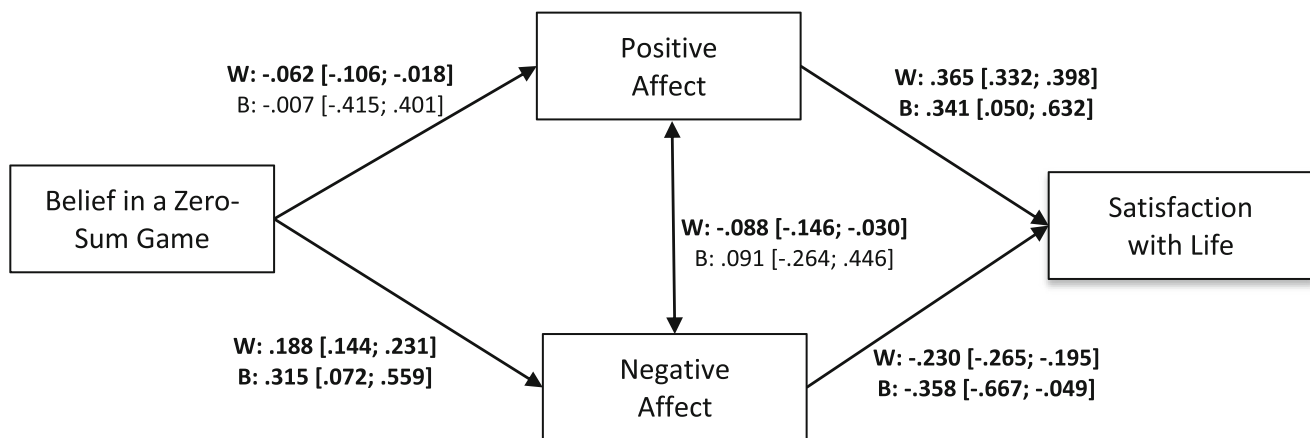 Positive
Affect
W: -.062 [-.106; -.018]
B: -.007 [-.415; .401]
W: .365 [.332; .398]
B: .341 [.050; .632]
Belief in a Zero-
Sum Game
W: -.088 [-.146; -.030]
B: .091 [-.264; .446]
Satisfaction
with Life
W: .188 [.144; .231]
B: .315 [.072; .559]
Negative
Affect
W: -.230 [-.265; -.195]
B: -.358 [-.667; -.049]